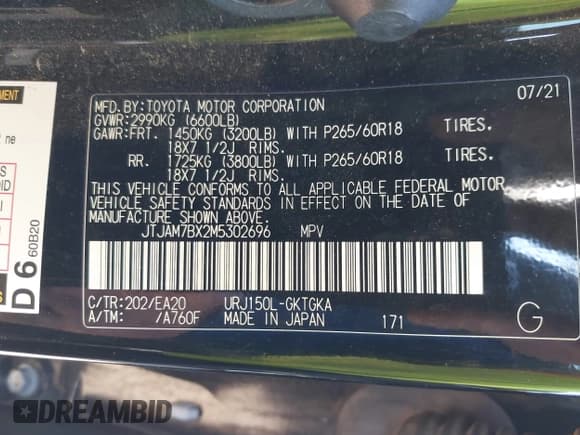 MFD.BY:TOYOTA MOTOR CORPORATION 07/21
GVWR:2990KG (6600LB)
GAWR:FRT. 1450KG (3200LB) WITH P265/60R18 TIRES.
18X7 1/2J RIMS.
RR. 1725KG (3800LB) WITH P265/60R18 TIRES.
18X7 1/2J RIMS.
THIS VEHICLE CONFORMS TO ALL APPLICABLE FEDERAL MOTOR
VEHICLE SAFETY STANDARDS IN EFFECT ON THE DATE OF
MANUFACTURE SHOWN ABOVE.
JTJAM7BX2M5302696 MPV
C/TR:202/EA20 URJ150L-GKTGKA
A/TM: /A760F MADE IN JAPAN 171
G
D6
60B20
ne
DREAMBID